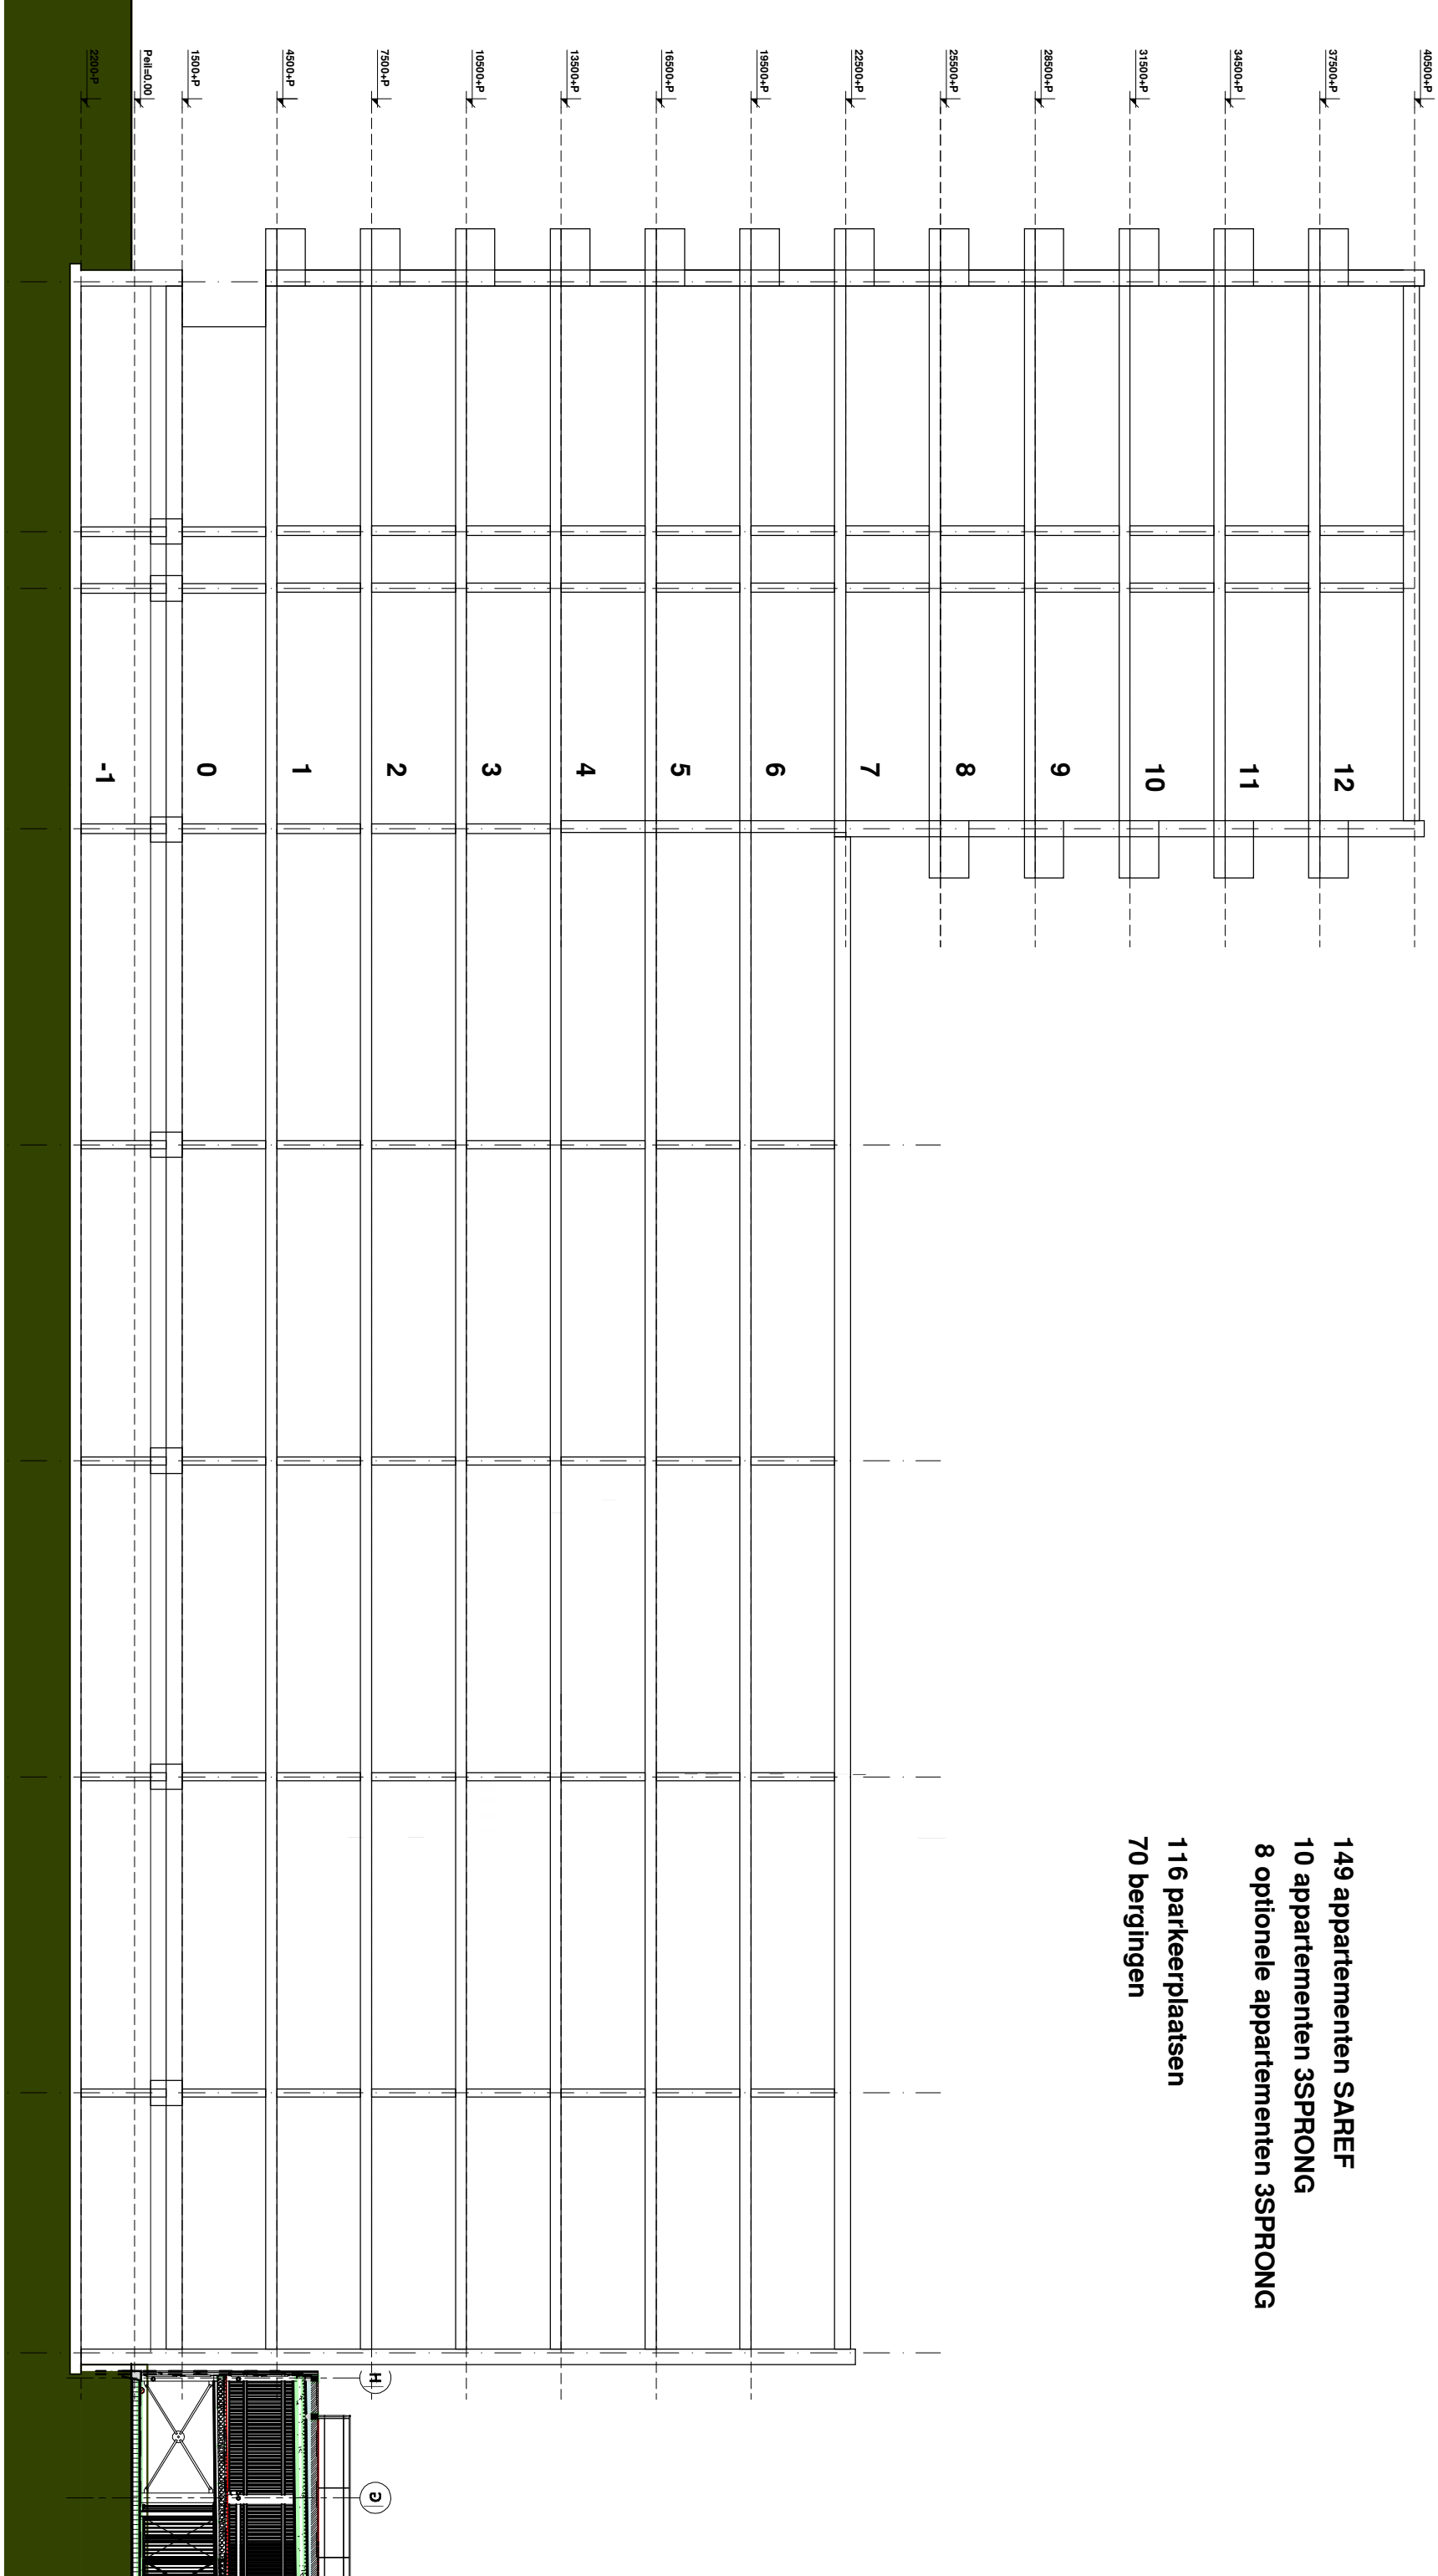 40500+P
37500+P
34500+P
31500+P
28500+P
25500+P
22500+P
19500+P
16500+P
13500+P
10500+P
7500+P
4500+P
1500+P
Peil=0.00
2200-P
12
11
10
9
8
7
6
5
4
3
2
1
0
-1
149 appartementen SAREF
10 appartementen 3SPRONG
8 optionele appartementen 3SPRONG
116 parkeerplaatsen
70 bergingen
H
G